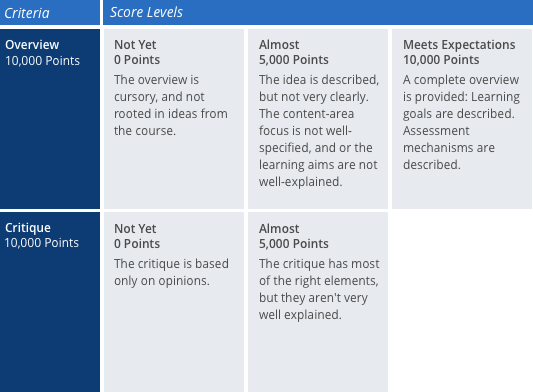 Criteria
Score Levels
Overview
10,000 Points
Not Yet
0 Points
The overview is
cursory, and not
rooted in ideas from
the course.
Almost
5,000 Points
The idea is described,
but not very clearly.
The content-area
focus is not well-
specified, and or the
learning aims are not
well-explained.
Meets Expectations
10,000 Points
A complete overview
is provided: Learning
goals are described.
Assessment
mechanisms are
described.
Critique
10,000 Points
Not Yet
0 Points
The critique is based
only on opinions.
Almost
5,000 Points
The critique has most
of the right elements,
but they aren't very
well explained.